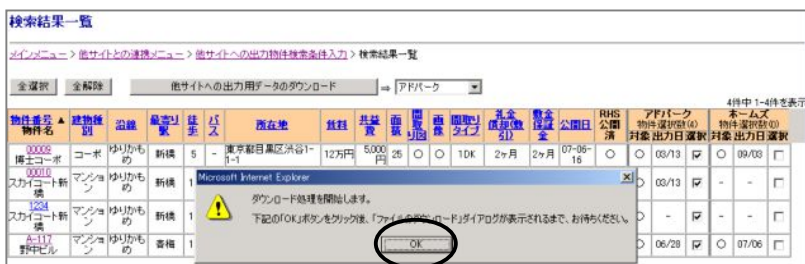 検索結果一覧
メインメニュー > 他サイトとの連携メニュー > 他サイトへの出力物件検索条件入力 > 検索結果一覧
全選択 全解除 他サイトへの出力用データのダウンロード ⇒ アドパーク
4件中 1-4件を表示
物件番号▲ 物件名 建物種別 沿線 最寄り駅 徒歩 バス 所在地 賃料 共益費 面積 間取り図 画像 間取りタイプ 礼金償却(敷引) 敷金保証金 公開日 RHS公開済 アドパーク 物件選択数(4) 対象 出力日 選択 ホームズ 物件選択数(0) 対象 出力日 選択
00009 博士コーポ コーポ ゆりかもめ 新橋 5 - 東京都目黒区渋谷1-1-1 12万円 5,000円 25 ○ ○ 1DK 2ヶ月 2ヶ月 07-06-16 ○ ○ 03/13 ○ 09/03
00010 スカイコート新橋 マンション ゆりかもめ 新橋 1 03/13 - -
1234 スカイコート新橋 マンション ゆりかもめ 新橋 1 - - -
A-117 野中ビル マンション ゆりかもめ 青梅 1 06/28 ○ 07/06
Microsoft Internet Explorer
ダウンロード処理を開始します。
下記の「OK」ボタンをクリック後、「ファイルのダウンロード」ダイアログが表示されるまで、お待ちください。
OK